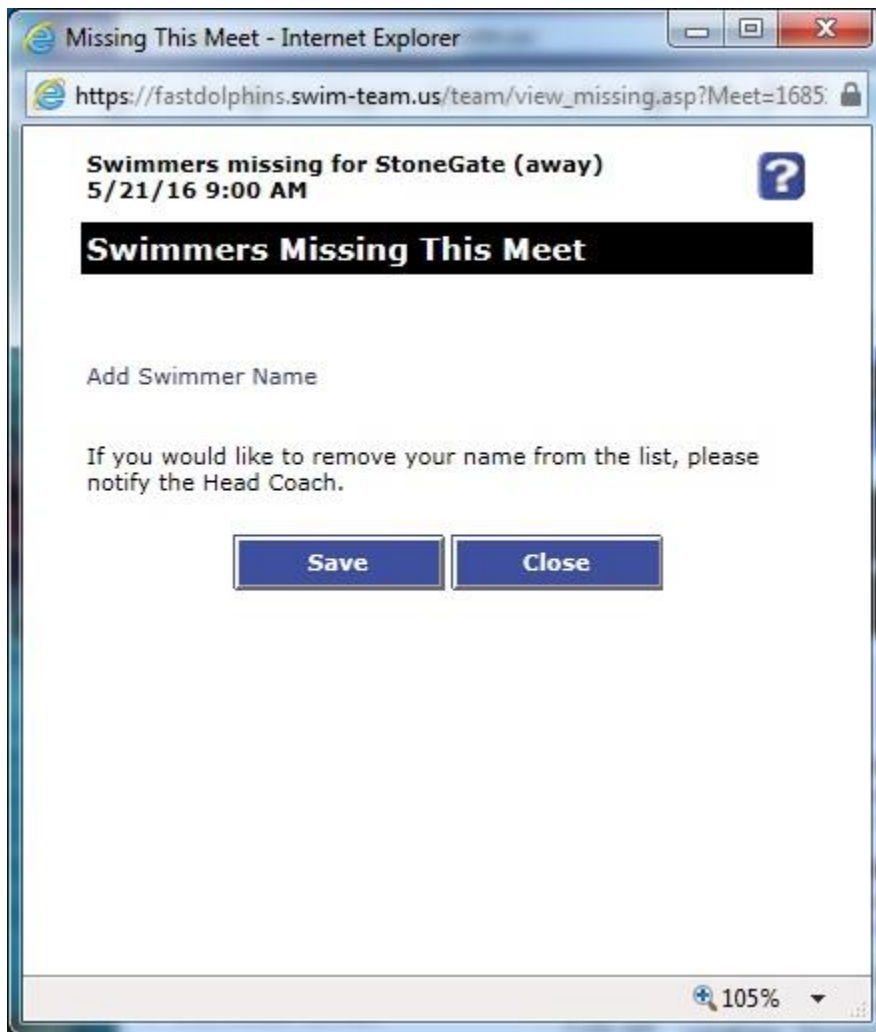 Missing This Meet - Internet Explorer
https://fastdolphins.swim-team.us/team/view_missing.asp?Meet=1685:
Swimmers missing for StoneGate (away)
5/21/16 9:00 AM
?
Swimmers Missing This Meet
Add Swimmer Name
If you would like to remove your name from the list, please
notify the Head Coach.
Save Close
105%